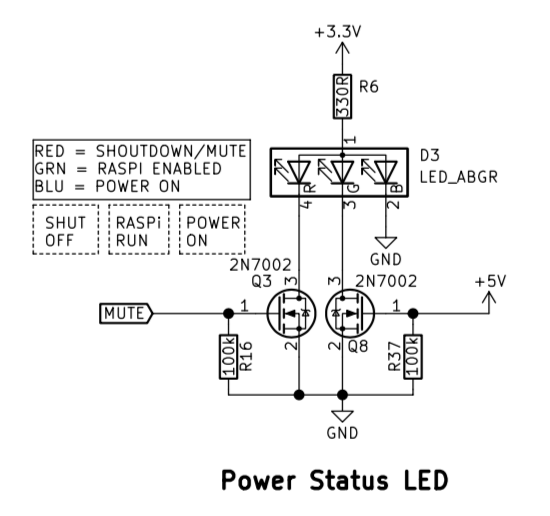 +3.3V
330R
R6
1
RED = SHOUTDOWN/MUTE
GRN = RASPI ENABLED
BLU = POWER ON
D3
LED_ABGR
R
G
B
4
3
2
SHUT
OFF
RASPi
RUN
POWER
ON
GND
2N7002
Q3
3
3
2N7002
+5V
MUTE
1
1
2
2
Q8
100k
R16
R37
100k
GND
Power Status LED